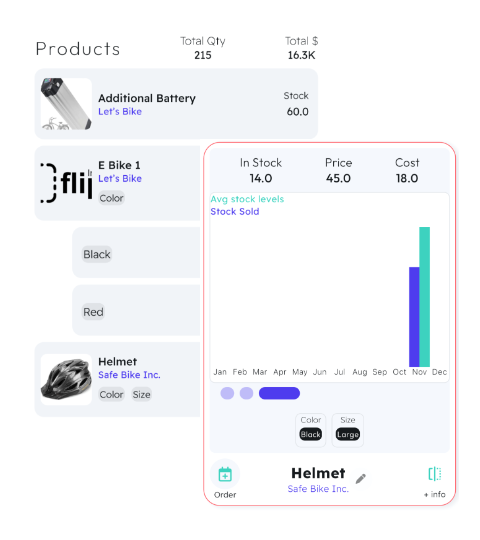 Products
Total Qty
215
Total $
16.3K
Additional Battery
Let's Bike
Stock
60.0
E Bike 1
Let's Bike
Color
flip
Black
Red
Helmet
Safe Bike Inc.
Color Size
In Stock
14.0
Price
45.0
Cost
18.0
Avg stock levels
Stock Sold
Jan Feb Mar Apr May Jun Jul Aug Sep Oct Nov Dec
Color
Black
Size
Large
Order
Helmet
Safe Bike Inc.
+ info